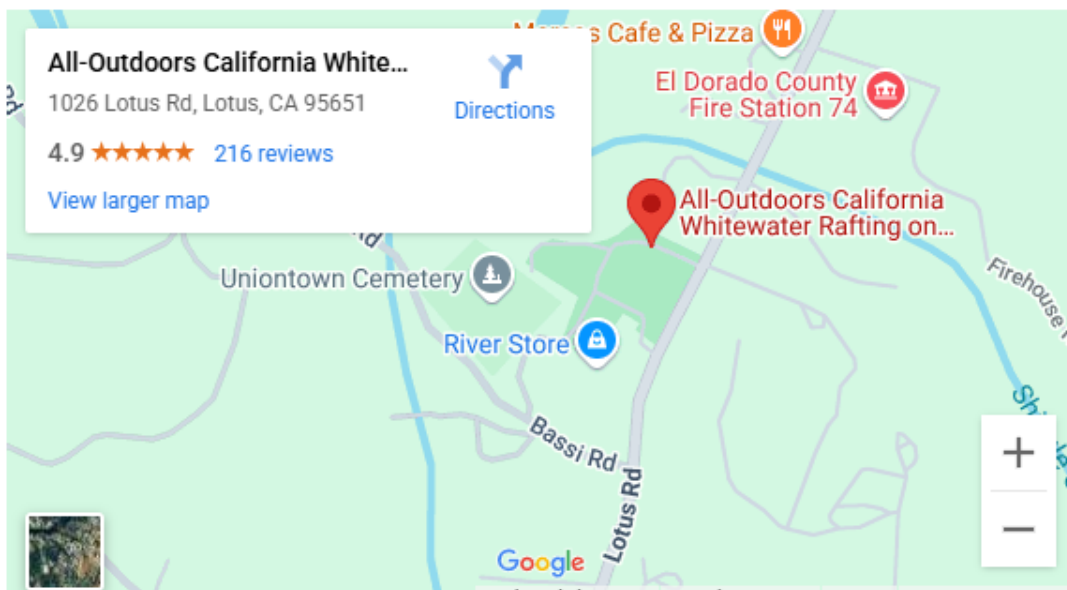 Cafe & Pizza
All-Outdoors California White...
1026 Lotus Rd, Lotus, CA 95651
Directions
4.9
216 reviews
View larger map
El Dorado County
Fire Station 74
All-Outdoors California
Whitewater Rafting on...
Rd
Rd
Uniontown Cemetery
Firehouse
River Store
Bassi Rd
Lotus Rd
Google